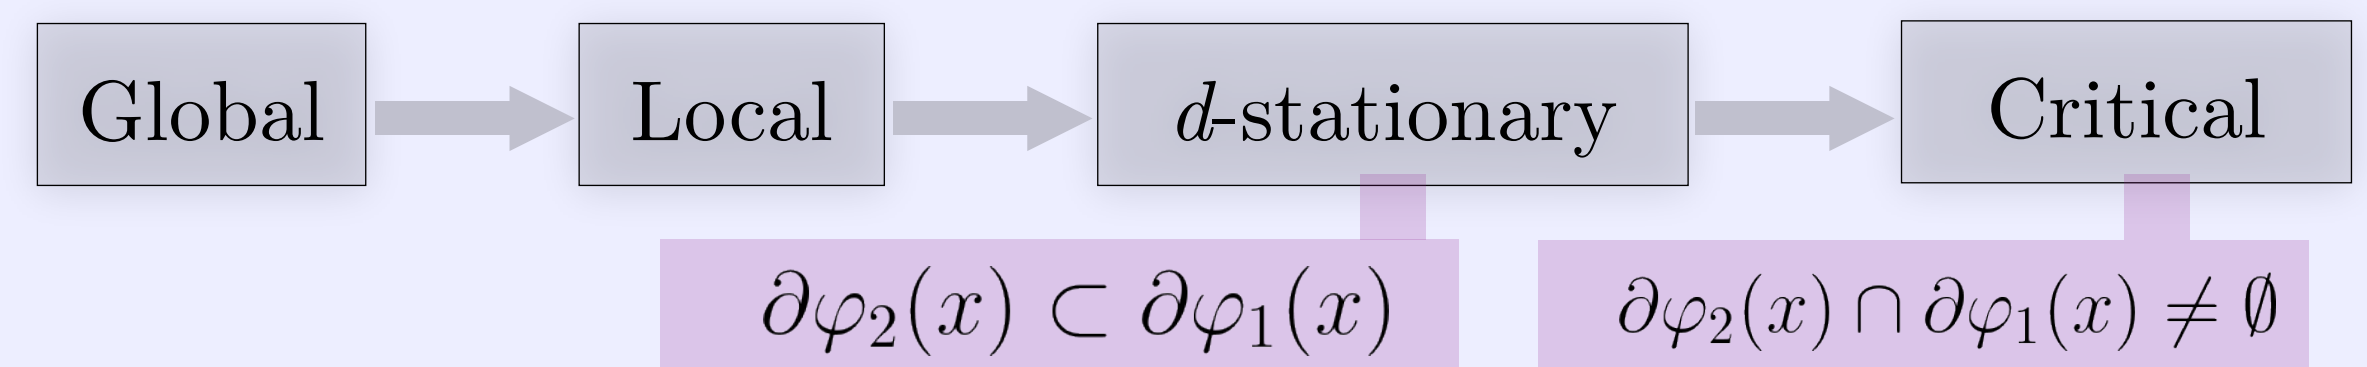 Global Local d-stationary Critical
∂φ₂(x) ⊂ ∂φ₁(x) ∂φ₂(x) ∩ ∂φ₁(x) ≠ ∅